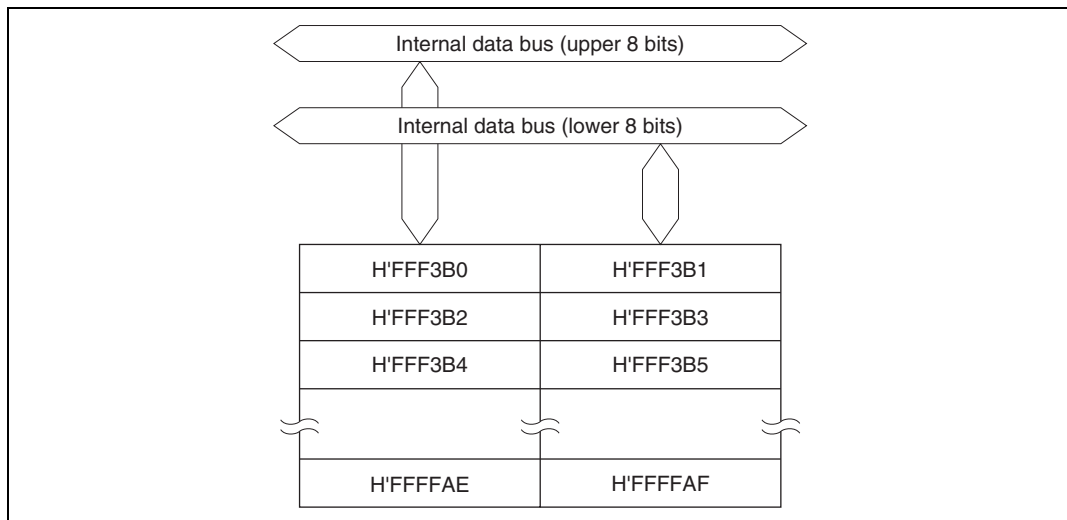 Internal data bus (upper 8 bits)
Internal data bus (lower 8 bits)
H'FFF3B0 H'FFF3B1
H'FFF3B2 H'FFF3B3
H'FFF3B4 H'FFF3B5
H'FFFFAE H'FFFFAF